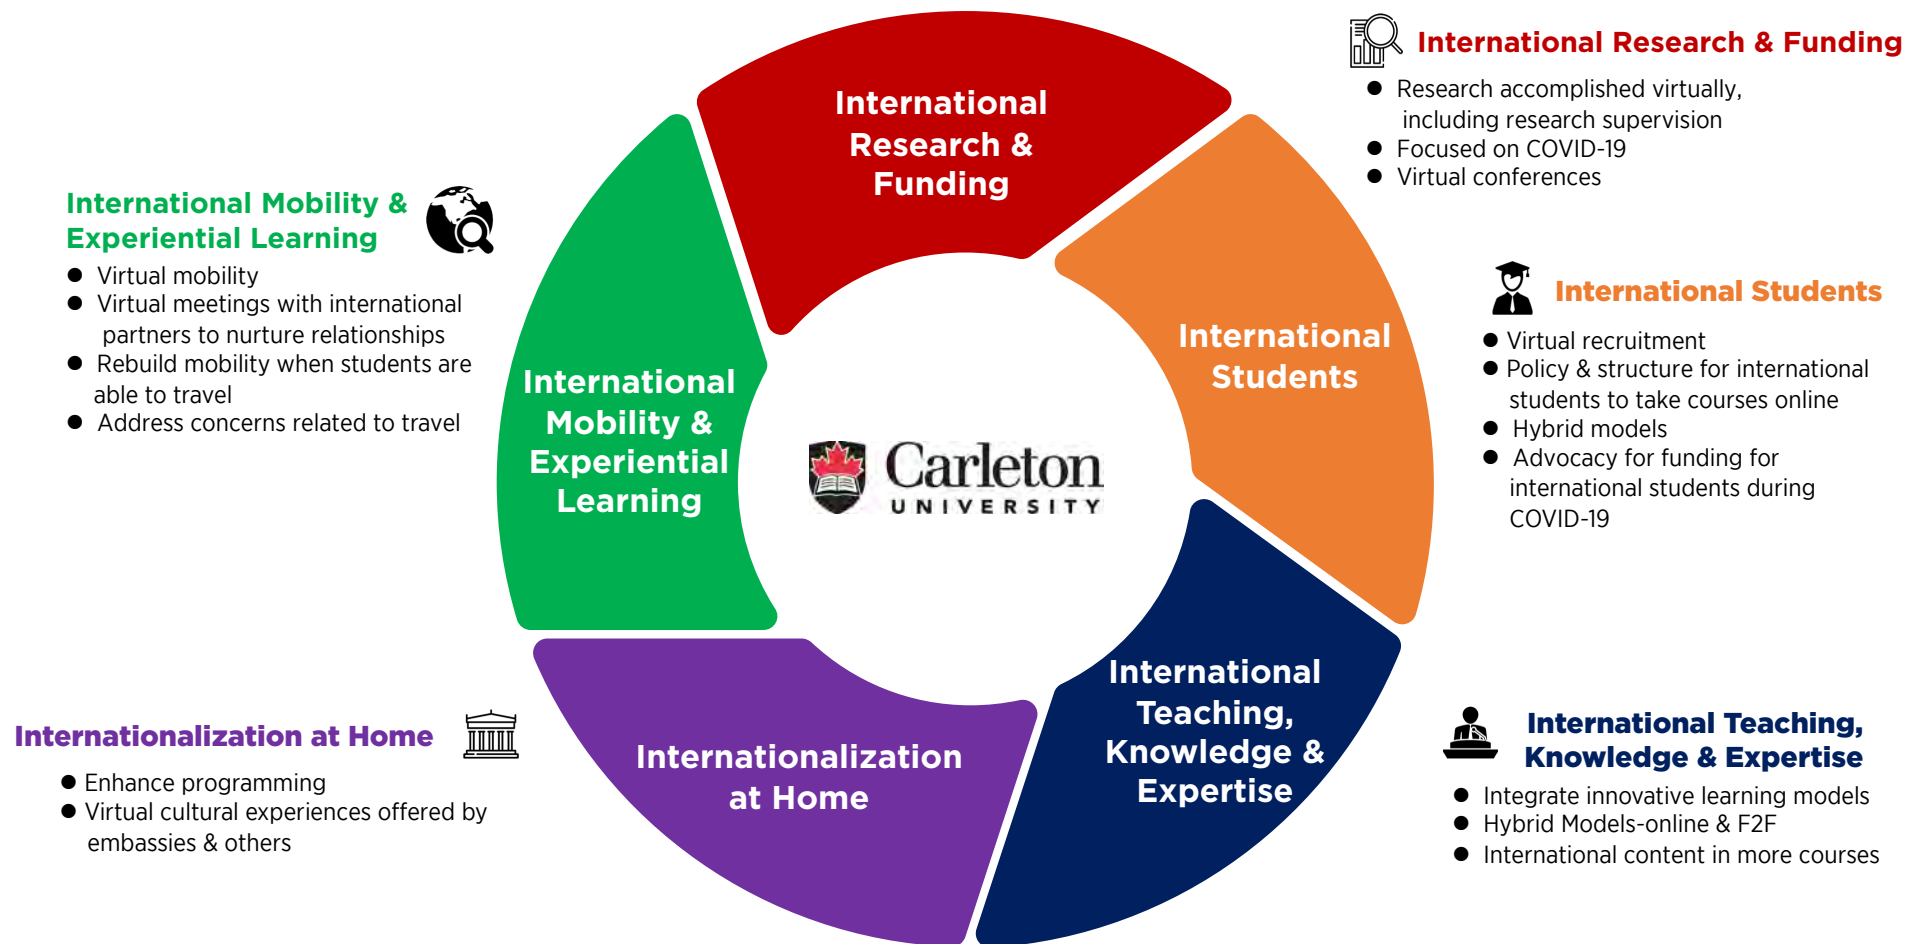 International
Research &
Funding
International
Students
International
Teaching,
Knowledge &
Expertise
Internationalization
at Home
International
Mobility &
Experiential
Learning
Carleton
UNIVERSITY
International Research & Funding
● Research accomplished virtually,
including research supervision
● Focused on COVID-19
● Virtual conferences
International Students
● Virtual recruitment
● Policy & structure for international
students to take courses online
● Hybrid models
● Advocacy for funding for
international students during
COVID-19
International Teaching,
Knowledge & Expertise
● Integrate innovative learning models
● Hybrid Models-online & F2F
● International content in more courses
Internationalization at Home
● Enhance programming
● Virtual cultural experiences offered by
embassies & others
International Mobility &
Experiential Learning
● Virtual mobility
● Virtual meetings with international
partners to nurture relationships
● Rebuild mobility when students are
able to travel
● Address concerns related to travel